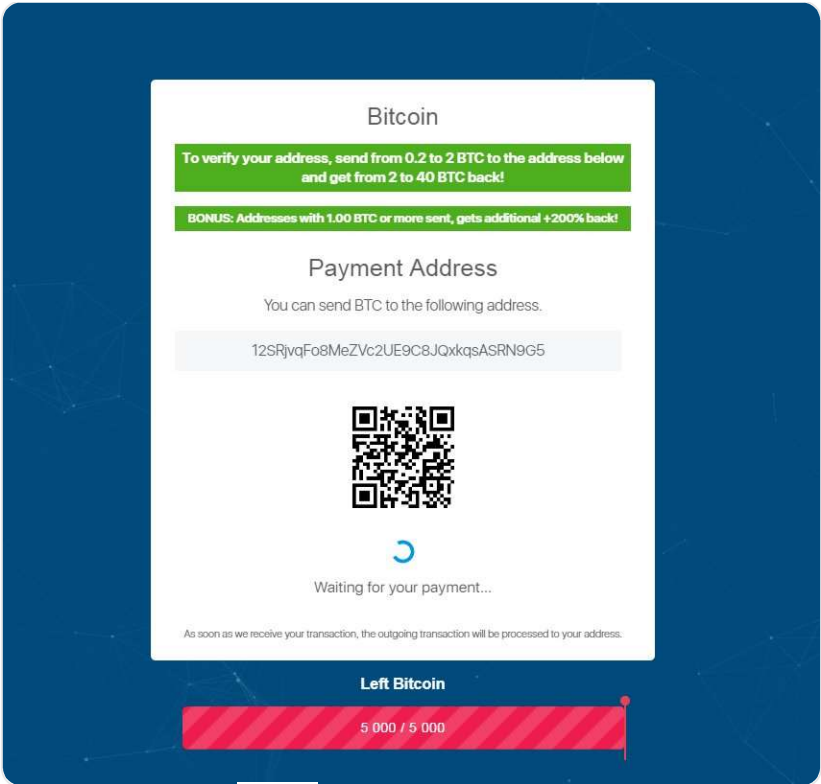 Bitcoin
To verify your address, send from 0.2 to 2 BTC to the address below
and get from 2 to 40 BTC back!
BONUS: Addresses with 1.00 BTC or more sent, gets additional +200% back!
Payment Address
You can send BTC to the following address.
12SRjvqFo8MeZVc2UE9C8JQxkqsASRN9G5
Waiting for your payment...
As soon as we receive your transaction, the outgoing transaction will be processed to your address.
Left Bitcoin
5 000 / 5 000